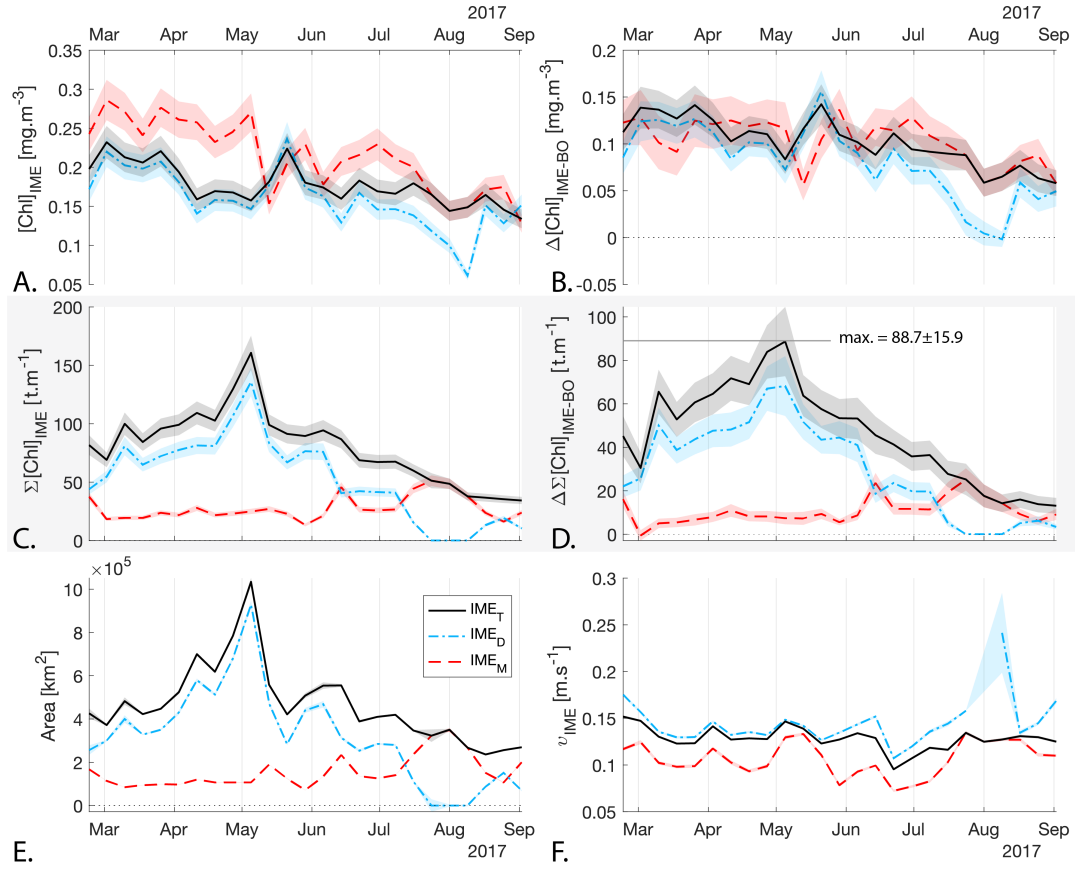 2017
2017
Mar Apr May Jun Jul Aug Sep
Mar Apr May Jun Jul Aug Sep
0.35
0.3
0.25
0.2
0.15
0.1
0.05
[Chl]IME [mg.m-3]
A.
0.2
0.15
0.1
0.05
0
-0.05
Δ[Chl]IME-BO [mg.m-3]
B.
200
150
100
50
0
Σ[Chl]IME [t.m-1]
C.
100
80
60
40
20
0
ΔΣ[Chl]IME-BO [t.m-1]
max. = 88.7±15.9
D.
×10^5
10
8
6
4
2
0
Area [km2]
IME_T
IME_D
IME_M
Mar Apr May Jun Jul Aug Sep
2017
E.
0.3
0.25
0.2
0.15
0.1
0.05
vIME [m.s-1]
Mar Apr May Jun Jul Aug Sep
2017
F.